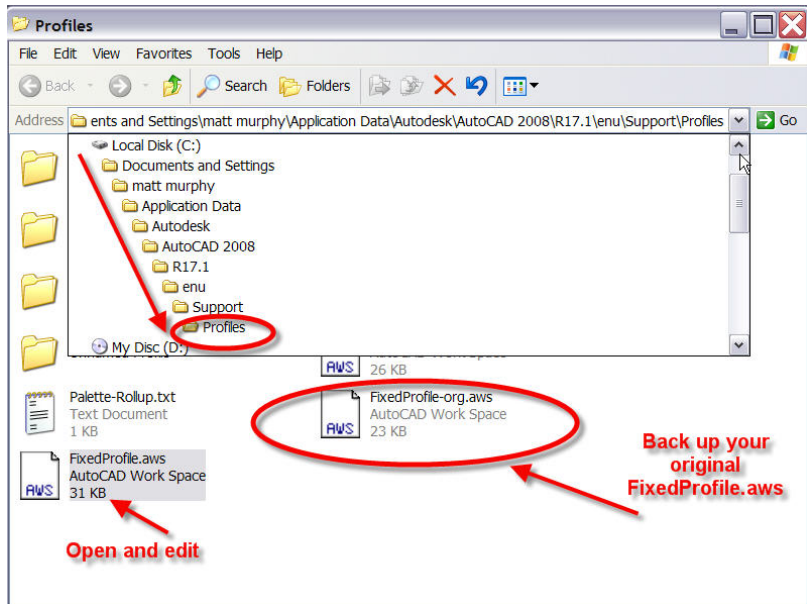 Profiles
File Edit View Favorites Tools Help
Back Search Folders
Address ents and Settings\matt murphy\Application Data\Autodesk\AutoCAD 2008\R17.1\enu\Support\Profiles Go
Local Disk (C:)
Documents and Settings
matt murphy
Application Data
Autodesk
AutoCAD 2008
R17.1
enu
Support
Profiles
My Disc (D:)
AWS 26 KB
Palette-Rollup.txt
Text Document
1 KB
FixedProfile-org.aws
AutoCAD Work Space
AWS 23 KB
FixedProfile.aws
AutoCAD Work Space
AWS 31 KB
Back up your
original
FixedProfile.aws
Open and edit